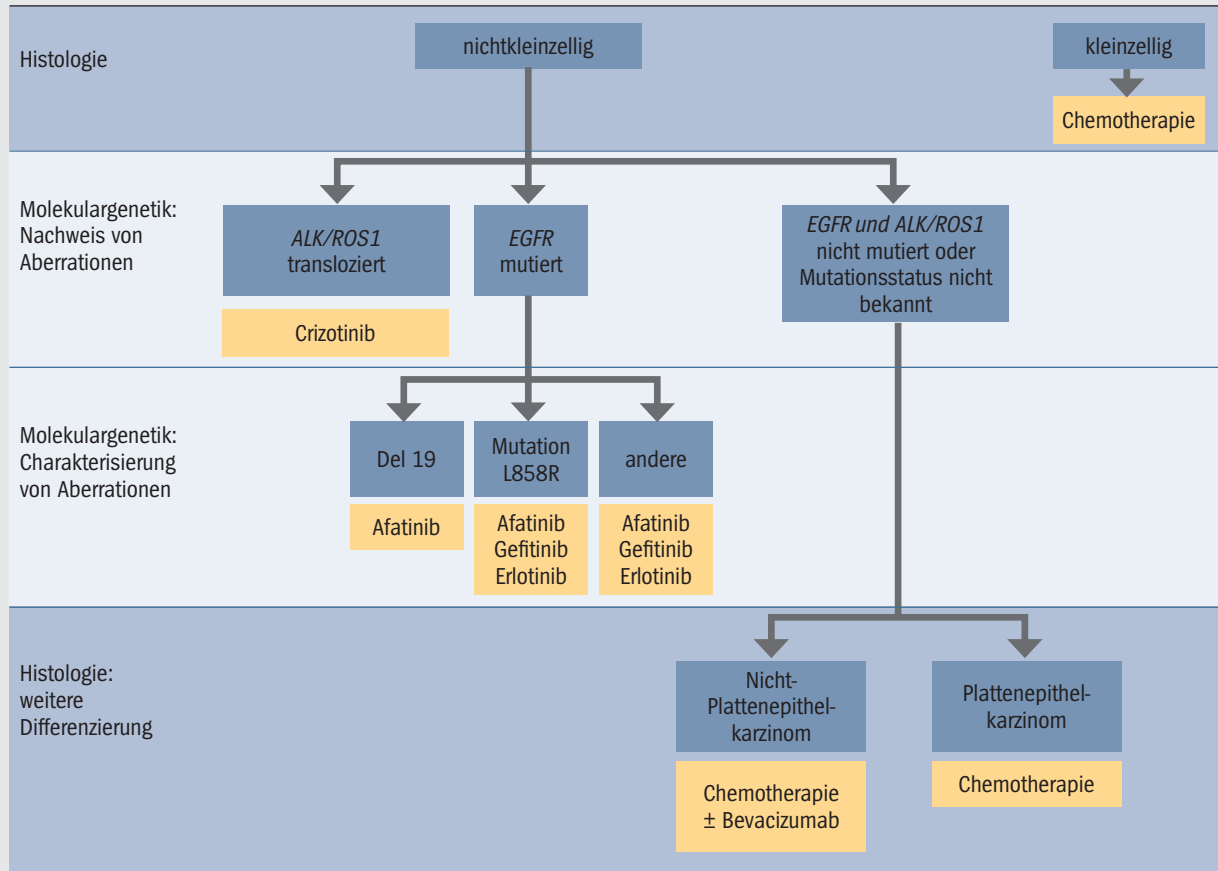 Histologie
nichtkleinzellig
kleinzellig
Chemotherapie
Molekulargenetik:
Nachweis von
Aberrationen
ALK/ROS1
transloziert
EGFR
mutiert
EGFR und ALK/ROS1
nicht mutiert oder
Mutationsstatus nicht
bekannt
Crizotinib
Molekulargenetik:
Charakterisierung
von Aberrationen
Del 19
Mutation
L858R
andere
Afatinib
Afatinib
Gefitinib
Erlotinib
Afatinib
Gefitinib
Erlotinib
Histologie:
weitere
Differenzierung
Nicht-
Plattenepithel-
karzinom
Plattenepithel-
karzinom
Chemotherapie
± Bevacizumab
Chemotherapie